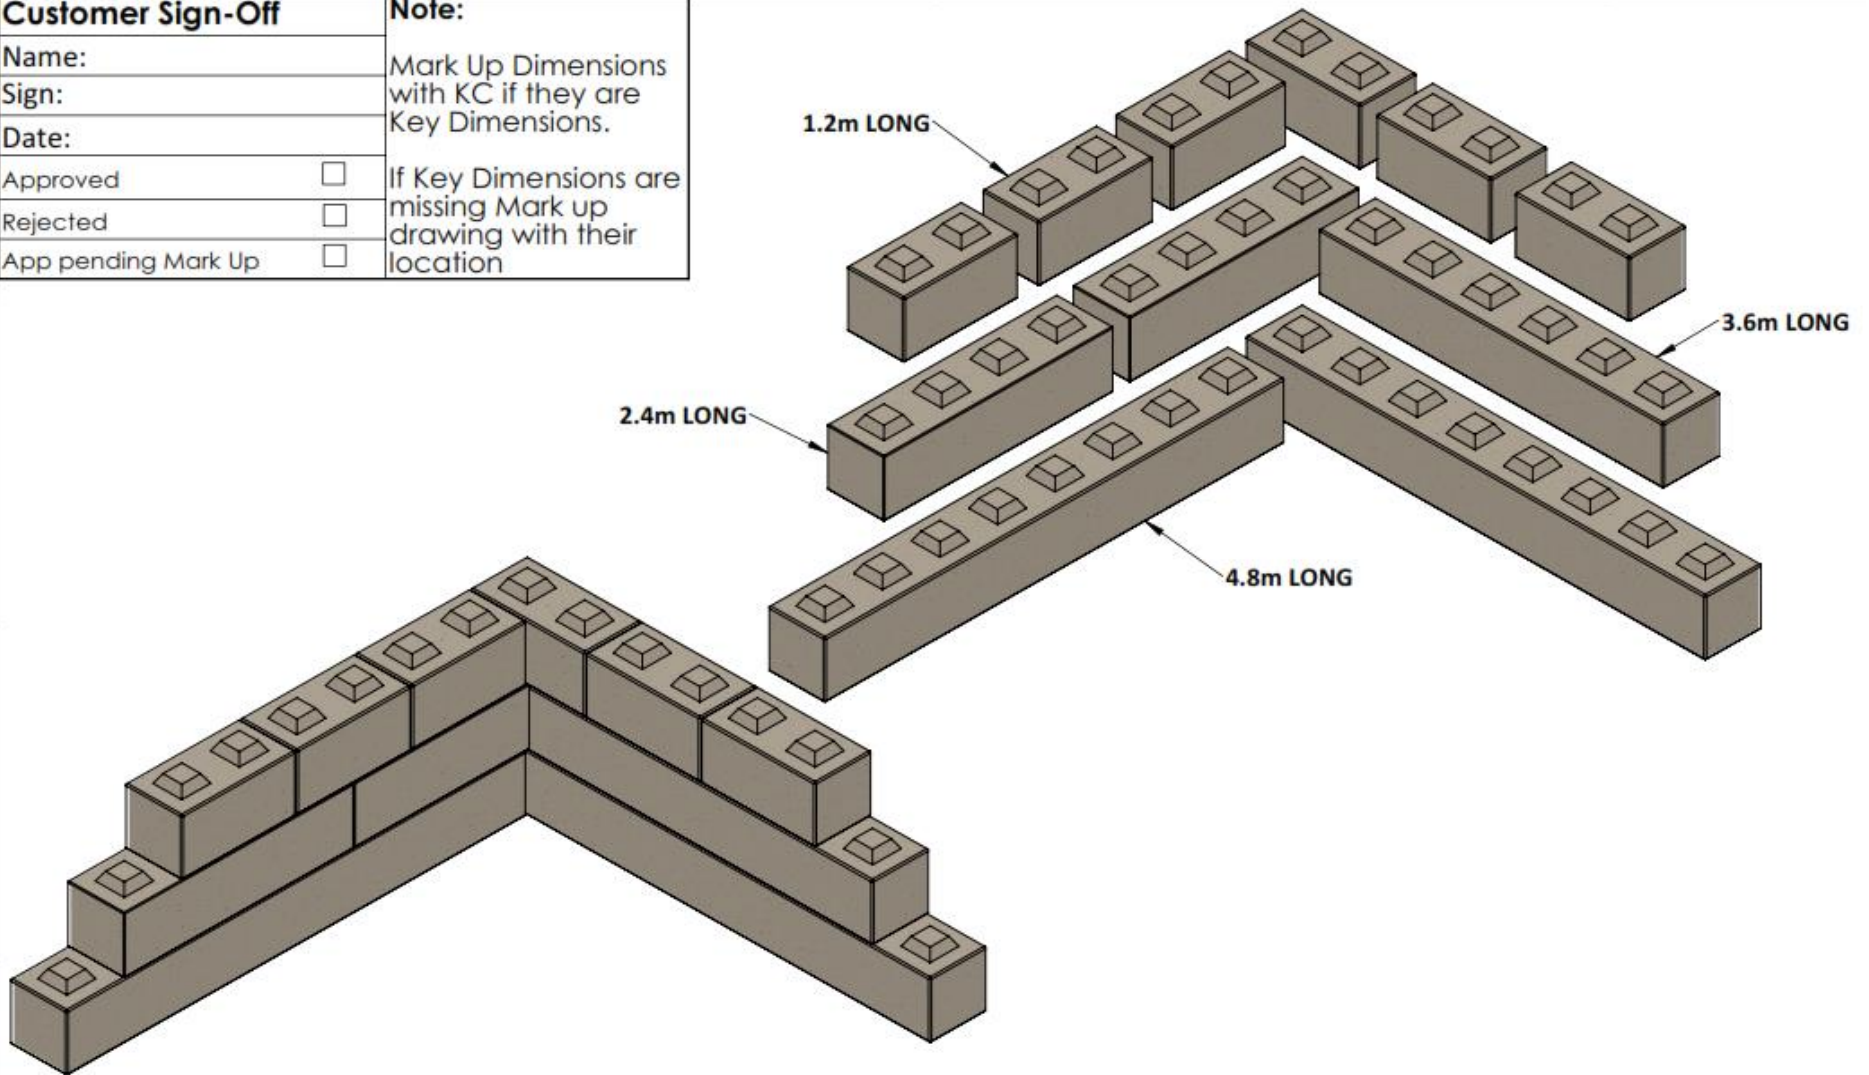 Customer Sign-Off
Name:
Sign:
Date:
Approved
Rejected
App pending Mark Up
Note:
Mark Up Dimensions
with KC if they are
Key Dimensions.
If Key Dimensions are
missing Mark up
drawing with their
location
1.2m LONG
3.6m LONG
2.4m LONG
4.8m LONG